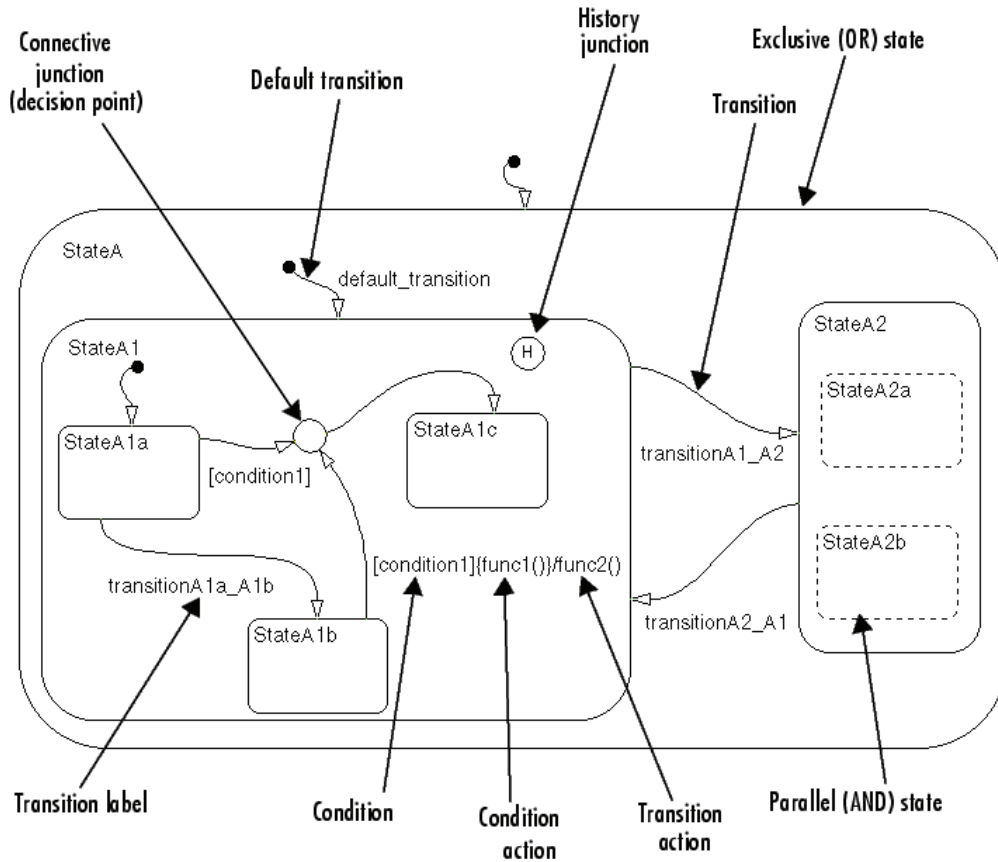 Connective
junction
(decision point)
Default transition
History
junction
Exclusive (OR) state
Transition
StateA
default_transition
StateA1
H
StateA2
StateA2a
StateA1a
StateA1c
[condition1]
transitionA1_A2
StateA2b
[condition1]{func1()}/func2()
transitionA1a_A1b
transitionA2_A1
StateA1b
Transition label
Condition
Condition
action
Transition
action
Parallel (AND) state